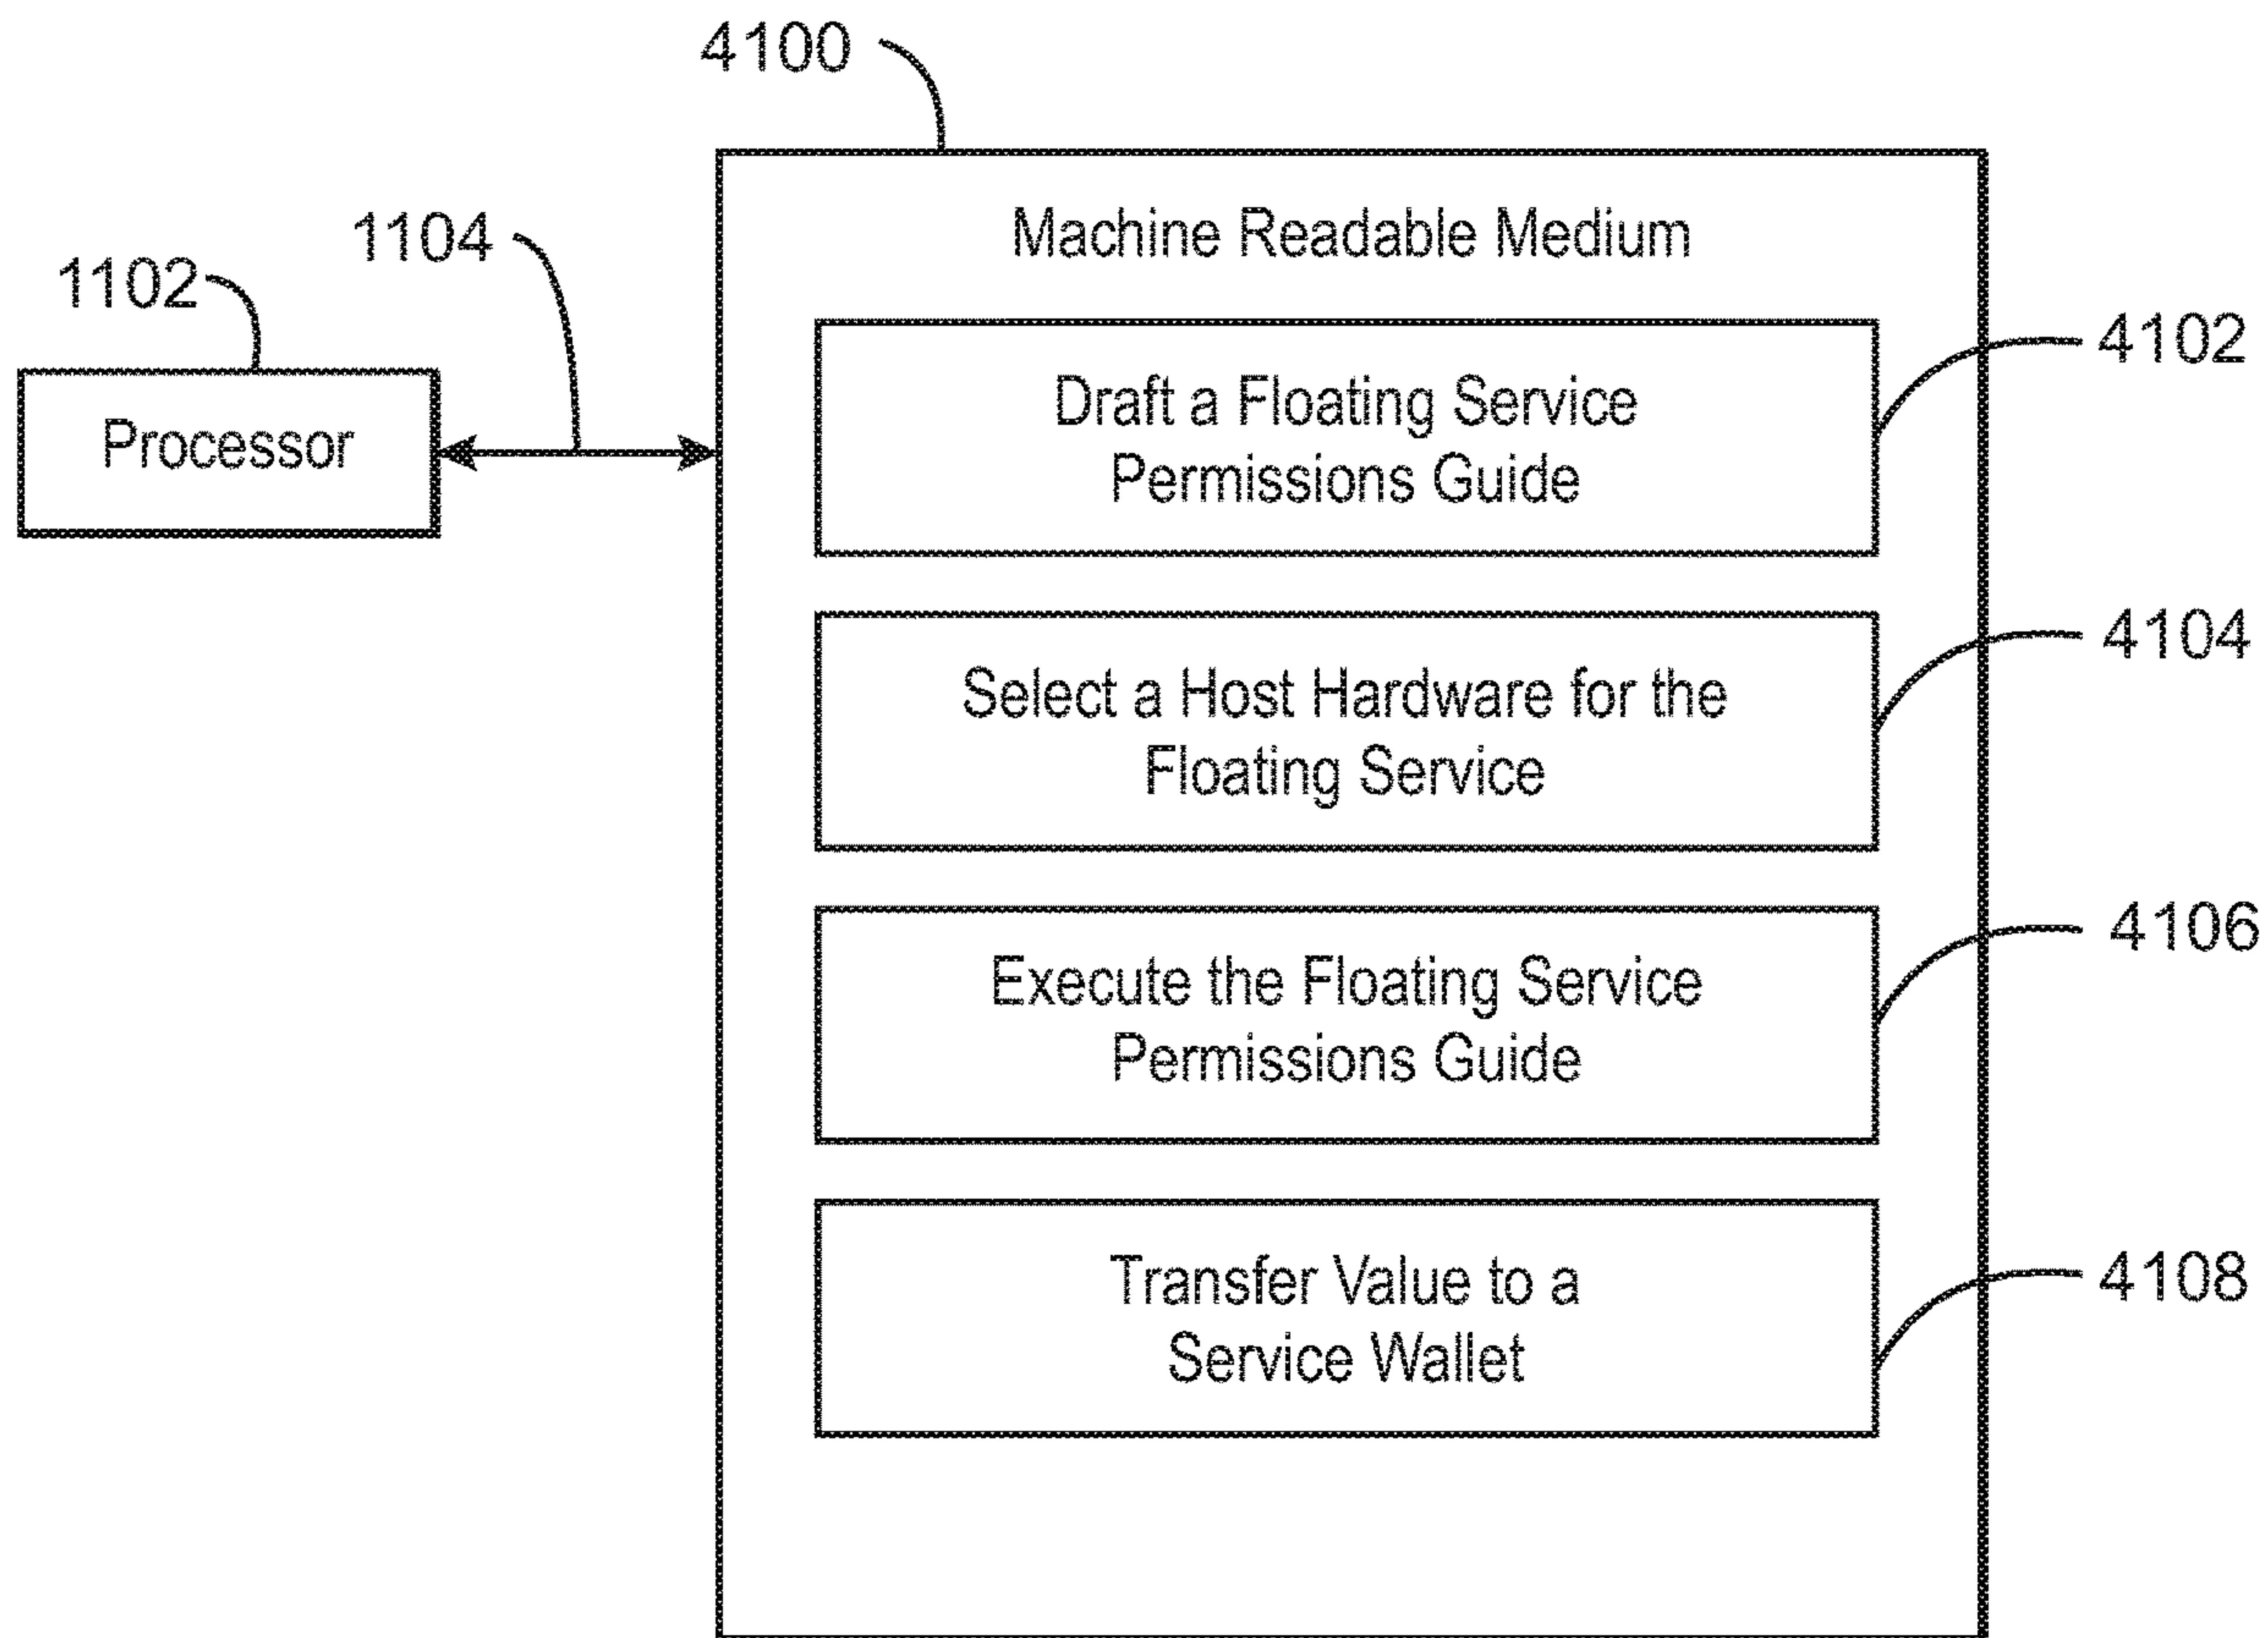 4100
Machine Readable Medium
1104
1102
Processor
Draft a Floating Service
Permissions Guide
4102
Select a Host Hardware for the
Floating Service
4104
Execute the Floating Service
Permissions Guide
4106
Transfer Value to a
Service Wallet
4108